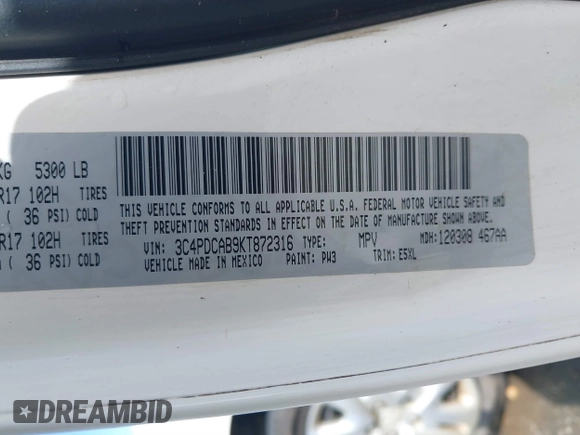 KG 5300 LB
R17 102H TIRES
( 36 PSI) COLD
R17 102H TIRES
( 36 PSI) COLD
THIS VEHICLE CONFORMS TO ALL APPLICABLE U.S.A. FEDERAL MOTOR VEHICLE SAFETY AND
THEFT PREVENTION STANDARDS IN EFFECT ON THE DATE OF MANUFACTURE SHOWN ABOVE.
VIN: 3C4PDCAB9KT872316 TYPE: MPV MDH:120308 467AA
VEHICLE MADE IN MEXICO PAINT: PW3 TRIM: E5XL
DREAMBID